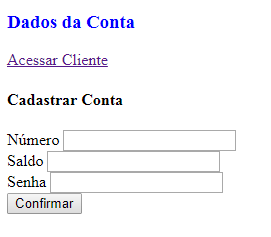 Dados da Conta
Acessar Cliente
Cadastrar Conta
Número
Saldo
Senha
Confirmar